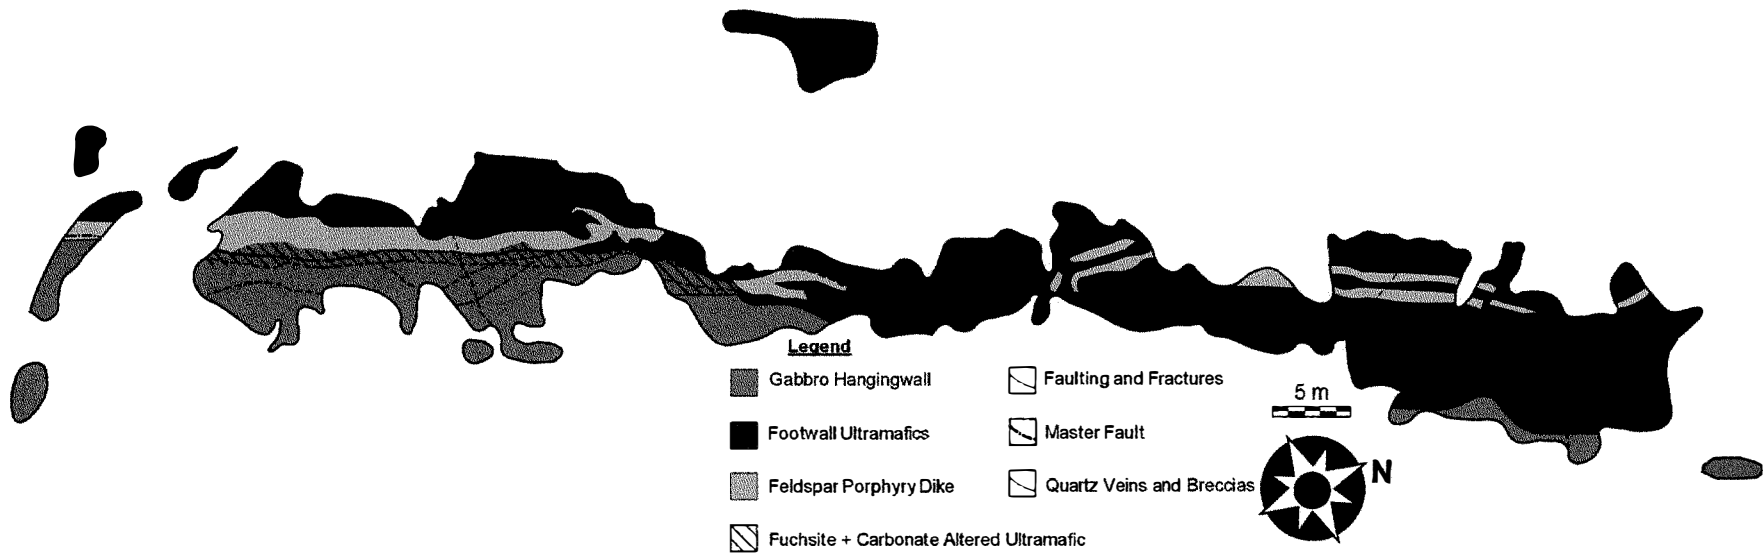 Legend
Gabbro Hangingwall
Footwall Ultramafics
Feldspar Porphyry Dike
Fuchsite + Carbonate Altered Ultramafic
Faulting and Fractures
Master Fault
Quartz Veins and Breccias
5 m
N